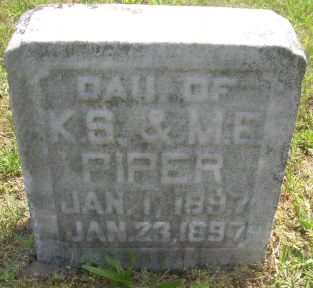 DAU. OF
K.S. & M.E.
PIPER
JAN. 1, 1897
JAN. 23, 1897